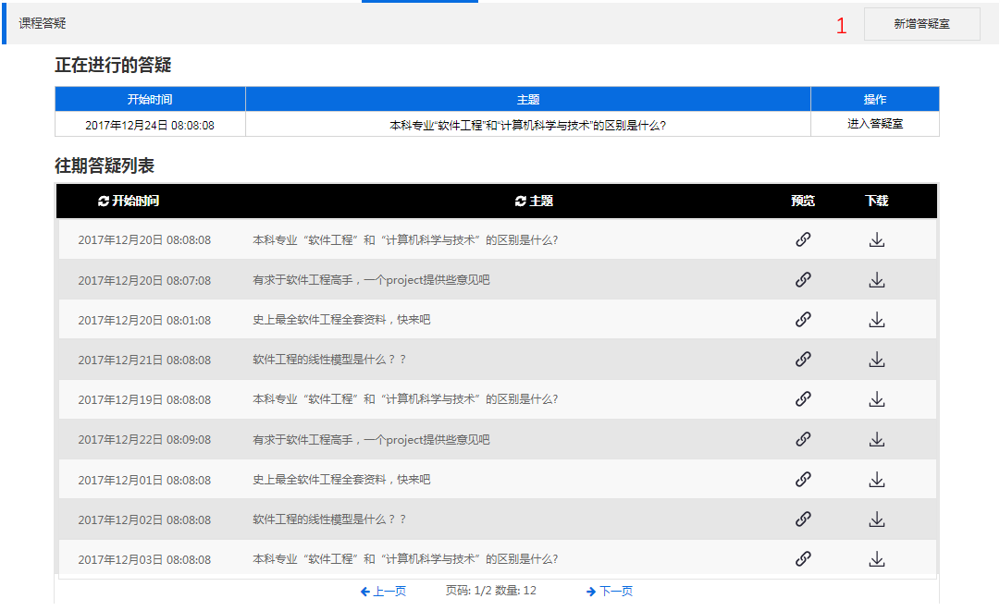 课程答疑
1 新增答疑室
正在进行的答疑
开始时间 主题 操作
2017年12月24日 08:08:08 本科专业“软件工程”和“计算机科学与技术”的区别是什么? 进入答疑室
往期答疑列表
开始时间 主题 预览 下载
2017年12月20日 08:08:08 本科专业“软件工程”和“计算机科学与技术”的区别是什么?
2017年12月20日 08:07:08 有求于软件工程高手，一个project提供些意见吧
2017年12月20日 08:01:08 史上最全软件工程全套资料，快来吧
2017年12月21日 08:08:08 软件工程的线性模型是什么？？
2017年12月19日 08:08:08 本科专业“软件工程”和“计算机科学与技术”的区别是什么?
2017年12月22日 08:09:08 有求于软件工程高手，一个project提供些意见吧
2017年12月01日 08:08:08 史上最全软件工程全套资料，快来吧
2017年12月02日 08:08:08 软件工程的线性模型是什么？？
2017年12月03日 08:08:08 本科专业“软件工程”和“计算机科学与技术”的区别是什么?
上一页 页码: 1/2 数量: 12 下一页